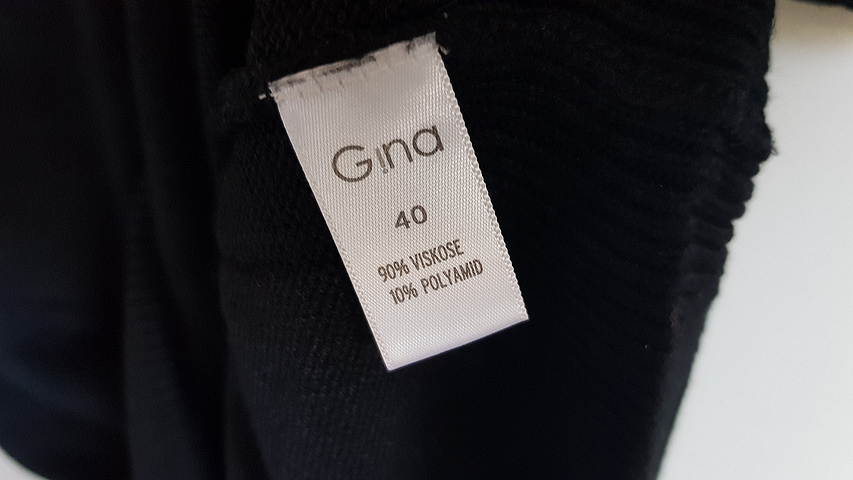 Gina
40
90% VISKOSE
10% POLYAMID